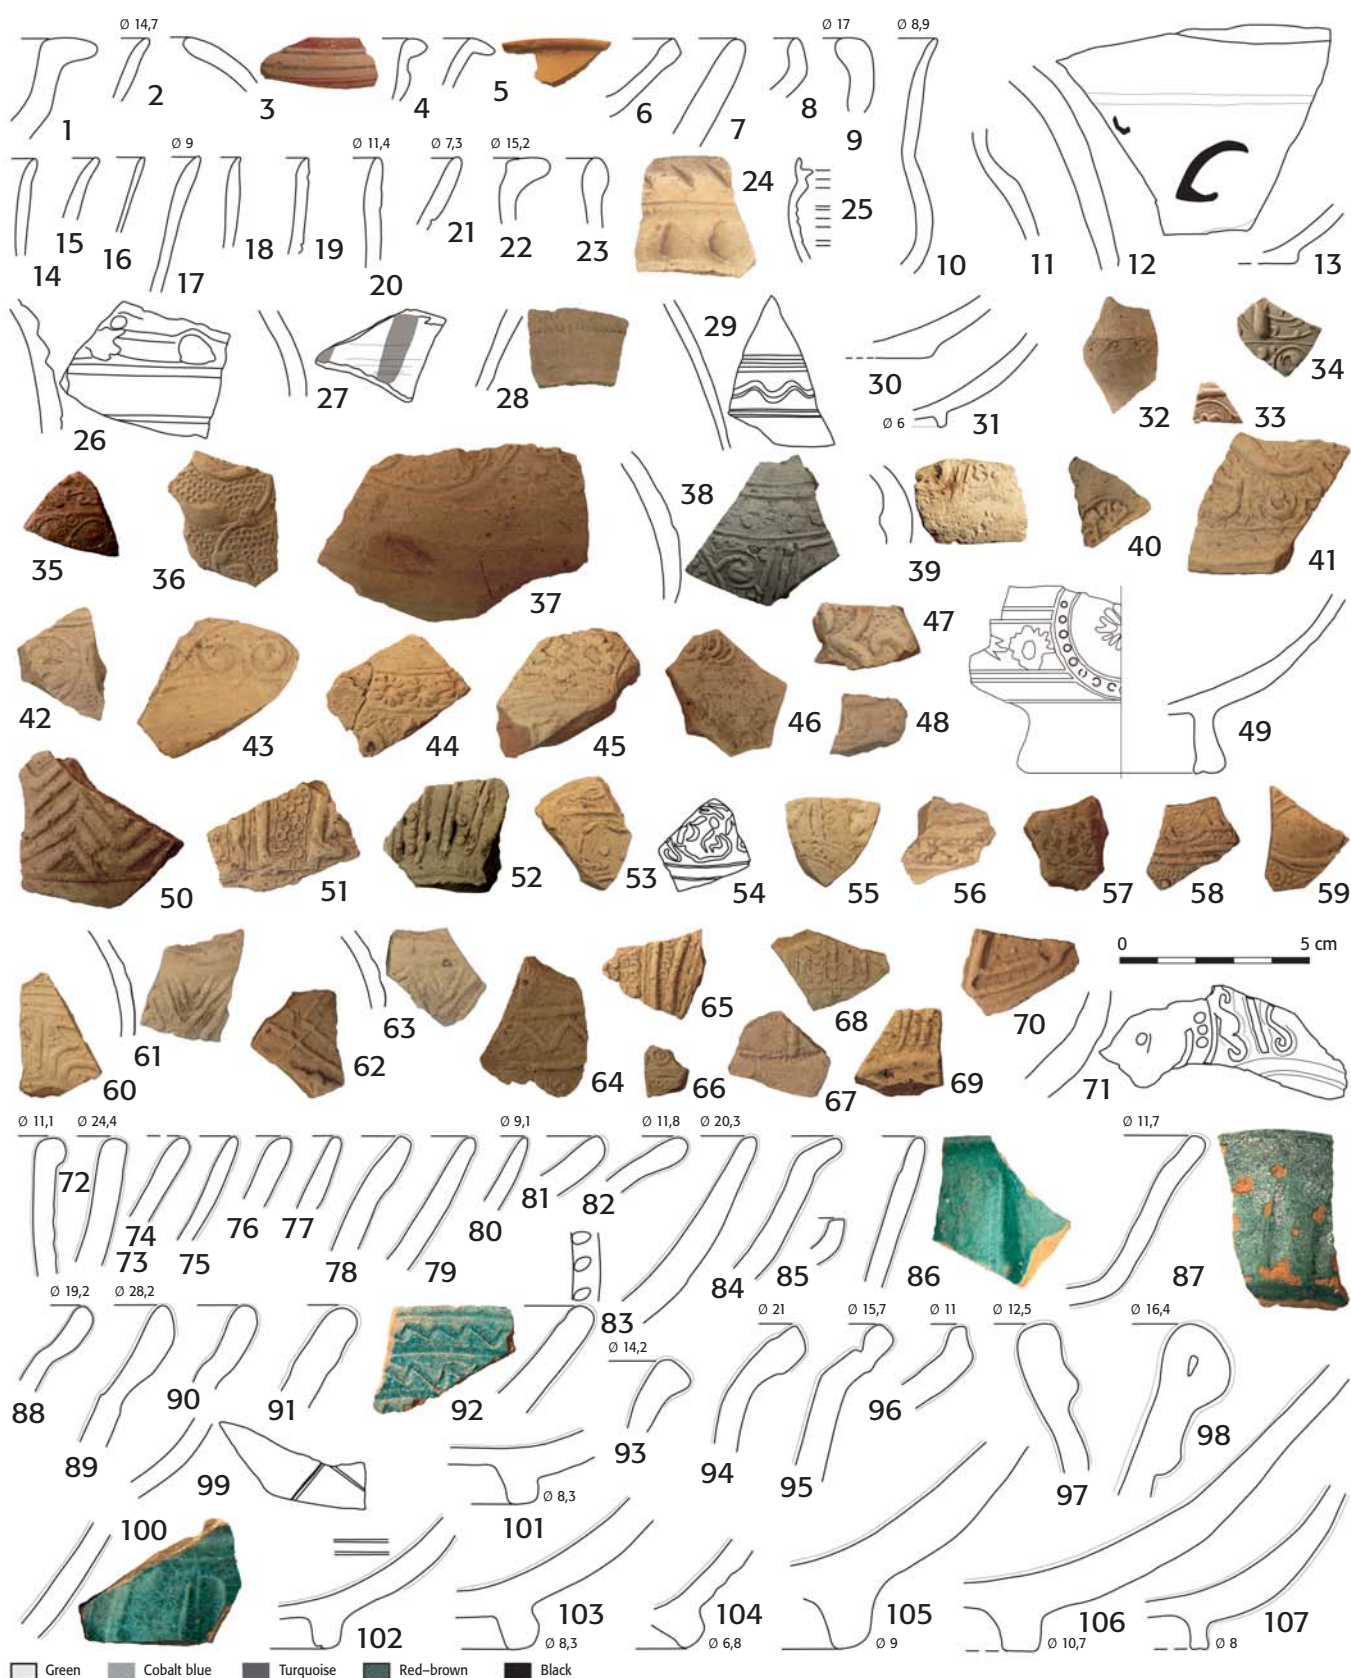 Ø 14,7 Ø 17 Ø 8,9
1 2 3 4 5 6 7 8 9 10 11 12 13
Ø 9 Ø 11,4 Ø 7,3 Ø 15,2
14 15 16 17 18 19 20 21 22 23 24 25
26 27 28 29 30 31 32 33 34
Ø 6
35 36 37 38 39 40 41
42 43 44 45 46 47 48 49
50 51 52 53 54 55 56 57 58 59
0 5 cm
60 61 62 63 64 65 66 67 68 69 70 71
Ø 11,1 Ø 24,4 Ø 9,1 Ø 11,8 Ø 20,3 Ø 11,7
72 73 74 75 76 77 78 79 80 81 82 83 84 85 86 87
Ø 19,2 Ø 28,2 Ø 14,2 Ø 21 Ø 15,7 Ø 11 Ø 12,5 Ø 16,4
88 89 90 91 92 93 94 95 96 97 98
99 100 101 102 103 104 105 106 107
Ø 8,3 Ø 8,3 Ø 6,8 Ø 9 Ø 10,7 Ø 8
Green Cobalt blue Turquoise Red–brown Black